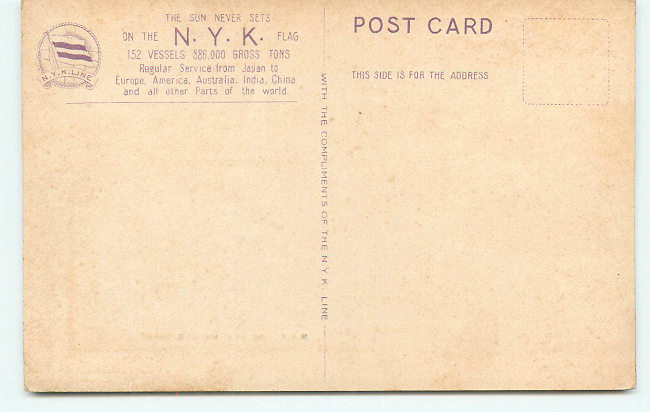 THE SUN NEVER SETS
ON THE N. Y. K. FLAG
152 VESSELS 886,000 GROSS TONS
Regular Service from Japan to
Europe, America, Australia, India, China
and all other Parts of the world.
N.Y.K.LINE
WITH THE COMPLIMENTS OF THE N.Y.K. LINE
POST CARD
THIS SIDE IS FOR THE ADDRESS